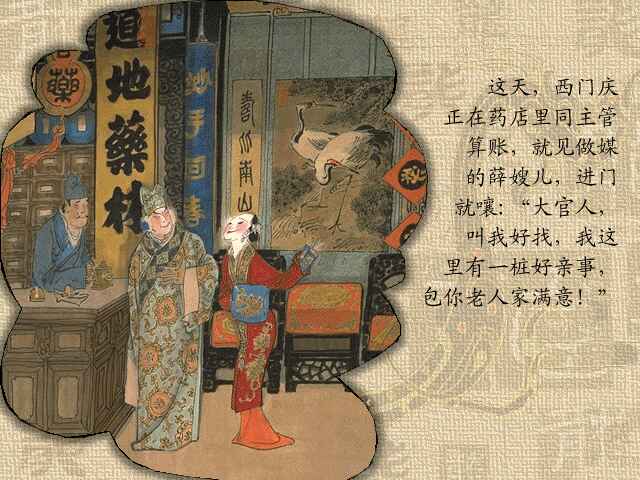 这天，西门庆
正在药店里同主管
算账，就见做媒
的薛嫂儿，进门
就嚷：“大官人，
叫我好找，我这
里有一桩好亲事，
包你老人家满意！”
藥
道地藥材
妙手回春
壽比南山